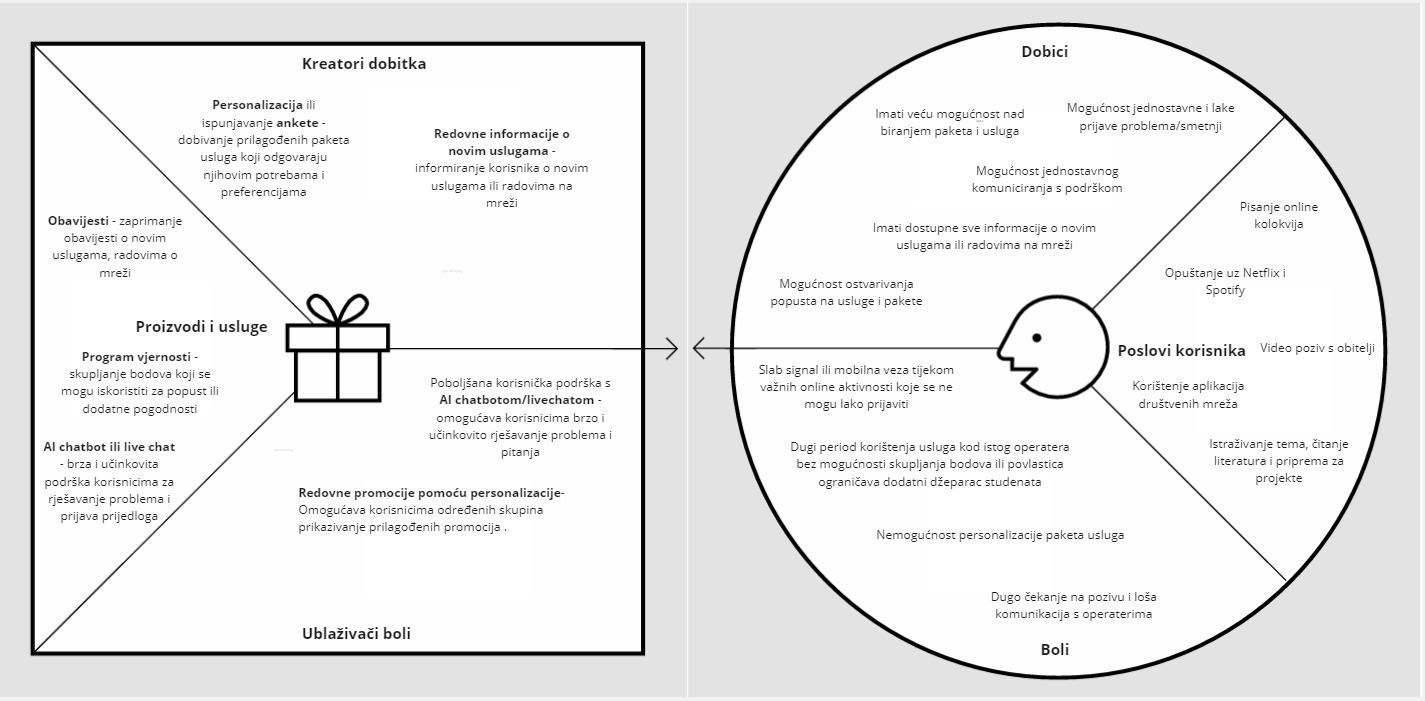 Kreatori dobitka
Personalizacija ili
ispunjavanje ankete -
dobivanje prilagođenih paketa
usluga koji odgovaraju
njihovim potrebama i
preferencijama
Redovne informacije o
novim uslugama -
informiranje korisnika o novim
uslugama ili radovima na
mreži
Obavijesti - zaprimanje
obavijesti o novim
uslugama, radovima o
mreži
Proizvodi i usluge
Program vjernosti -
skupljanje bodova koji se
mogu iskoristiti za popust ili
dodatne pogodnosti
AI chatbot ili live chat
- brza i učinkovita
podrška korisnicima za
rješavanje problema i
prijava prijedloga
Poboljšana korisnička podrška s
AI chatbotom/livechatom -
omogućava korisnicima brzo i
učinkovito rješavanje problema i
pitanja
Redovne promocije pomoću personalizacije-
Omogućava korisnicima određenih skupina
prikazivanje prilagođenih promocija .
Ublaživači boli
Dobici
Imati veću mogućnost nad
biranjem paketa i usluga
Mogućnost jednostavne i lake
prijave problema/smetnji
Mogućnost jednostavnog
komuniciranja s podrškom
Imati dostupne sve informacije o novim
uslugama ili radovima na mreži
Mogućnost ostvarivanja
popusta na usluge i pakete
Pisanje online
kolokvija
Opuštanje uz Netflix i
Spotify
Poslovi korisnika
Video poziv s obitelji
Korištenje aplikacija
društvenih mreža
Istraživanje tema, čitanje
literatura i priprema za
projekte
Slab signal ili mobilna veza tijekom
važnih online aktivnosti koje se ne
mogu lako prijaviti
Dugi period korištenja usluga kod istog operatera
bez mogućnosti skupljanja bodova ili povlastica
ograničava dodatni džeparac studenata
Nemogućnost personalizacije paketa usluga
Dugo čekanje na pozivu i loša
komunikacija s operaterima
Boli